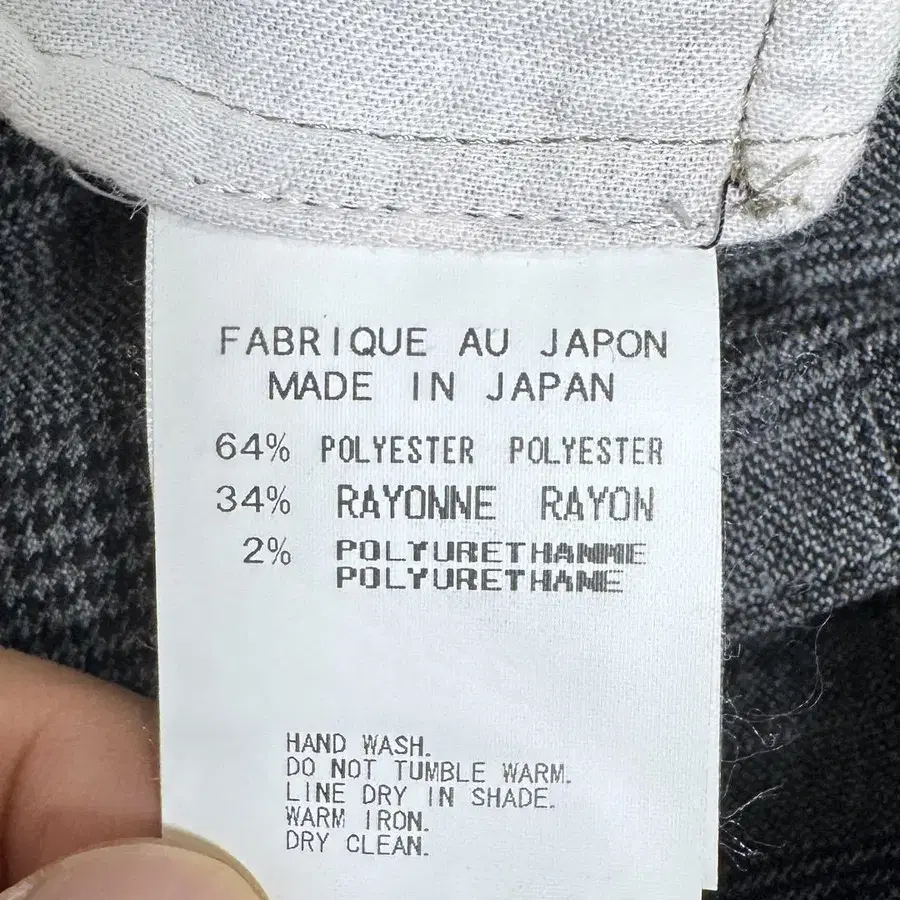 FABRIQUE AU JAPON
MADE IN JAPAN
64% POLYESTER POLYESTER
34% RAYONNE RAYON
2% POLYURETHANNE
POLYURETHANE
HAND WASH.
DO NOT TUMBLE WARM.
LINE DRY IN SHADE.
WARM IRON.
DRY CLEAN.